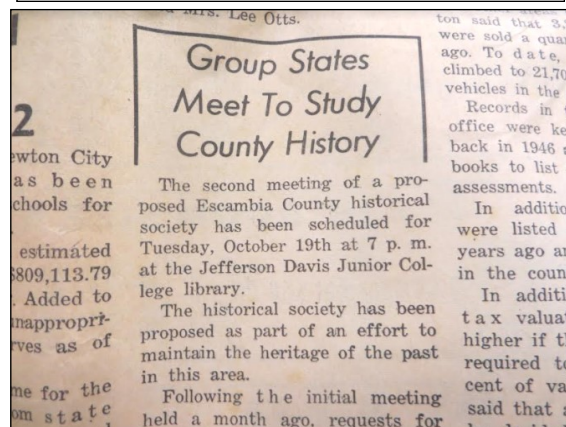 Mrs. Lee Otts.
Group States
Meet To Study
County History
The second meeting of a pro-
posed Escambia County historical
society has been scheduled for
Tuesday, October 19th at 7 p. m.
at the Jefferson Davis Junior Col-
lege library.
The historical society has been
proposed as part of an effort to
maintain the heritage of the past
in this area.
Following the initial meeting
held a month ago, requests for
2
ewton City
as been
chools for
estimated
$809,113.79
Added to
inappropri-
rves as of
me for the
om state
ton said that 3,
were sold a qua
ago. To date,
climbed to 21,70
vehicles in the
Records in
office were ke
back in 1946
books to list
assessments.
In additio
were listed
years ago a
in the coun
In additi
tax valua
higher if t
required to
cent of va
said that a